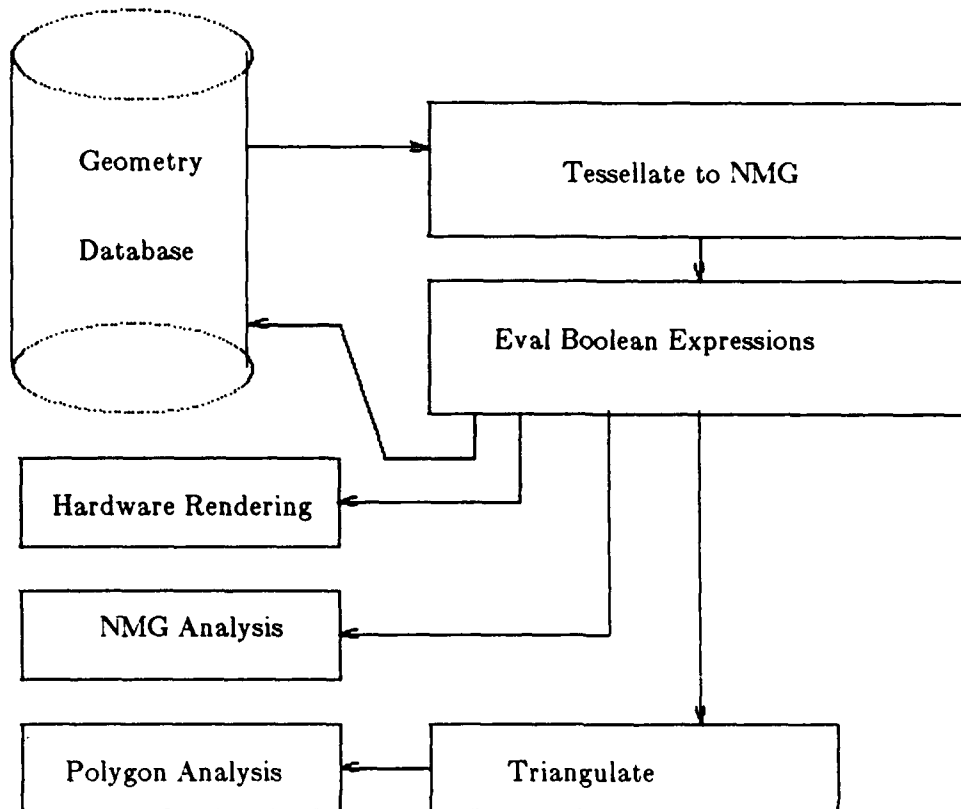 Geometry
Database
Tessellate to NMG
Eval Boolean Expressions
Hardware Rendering
NMG Analysis
Polygon Analysis
Triangulate